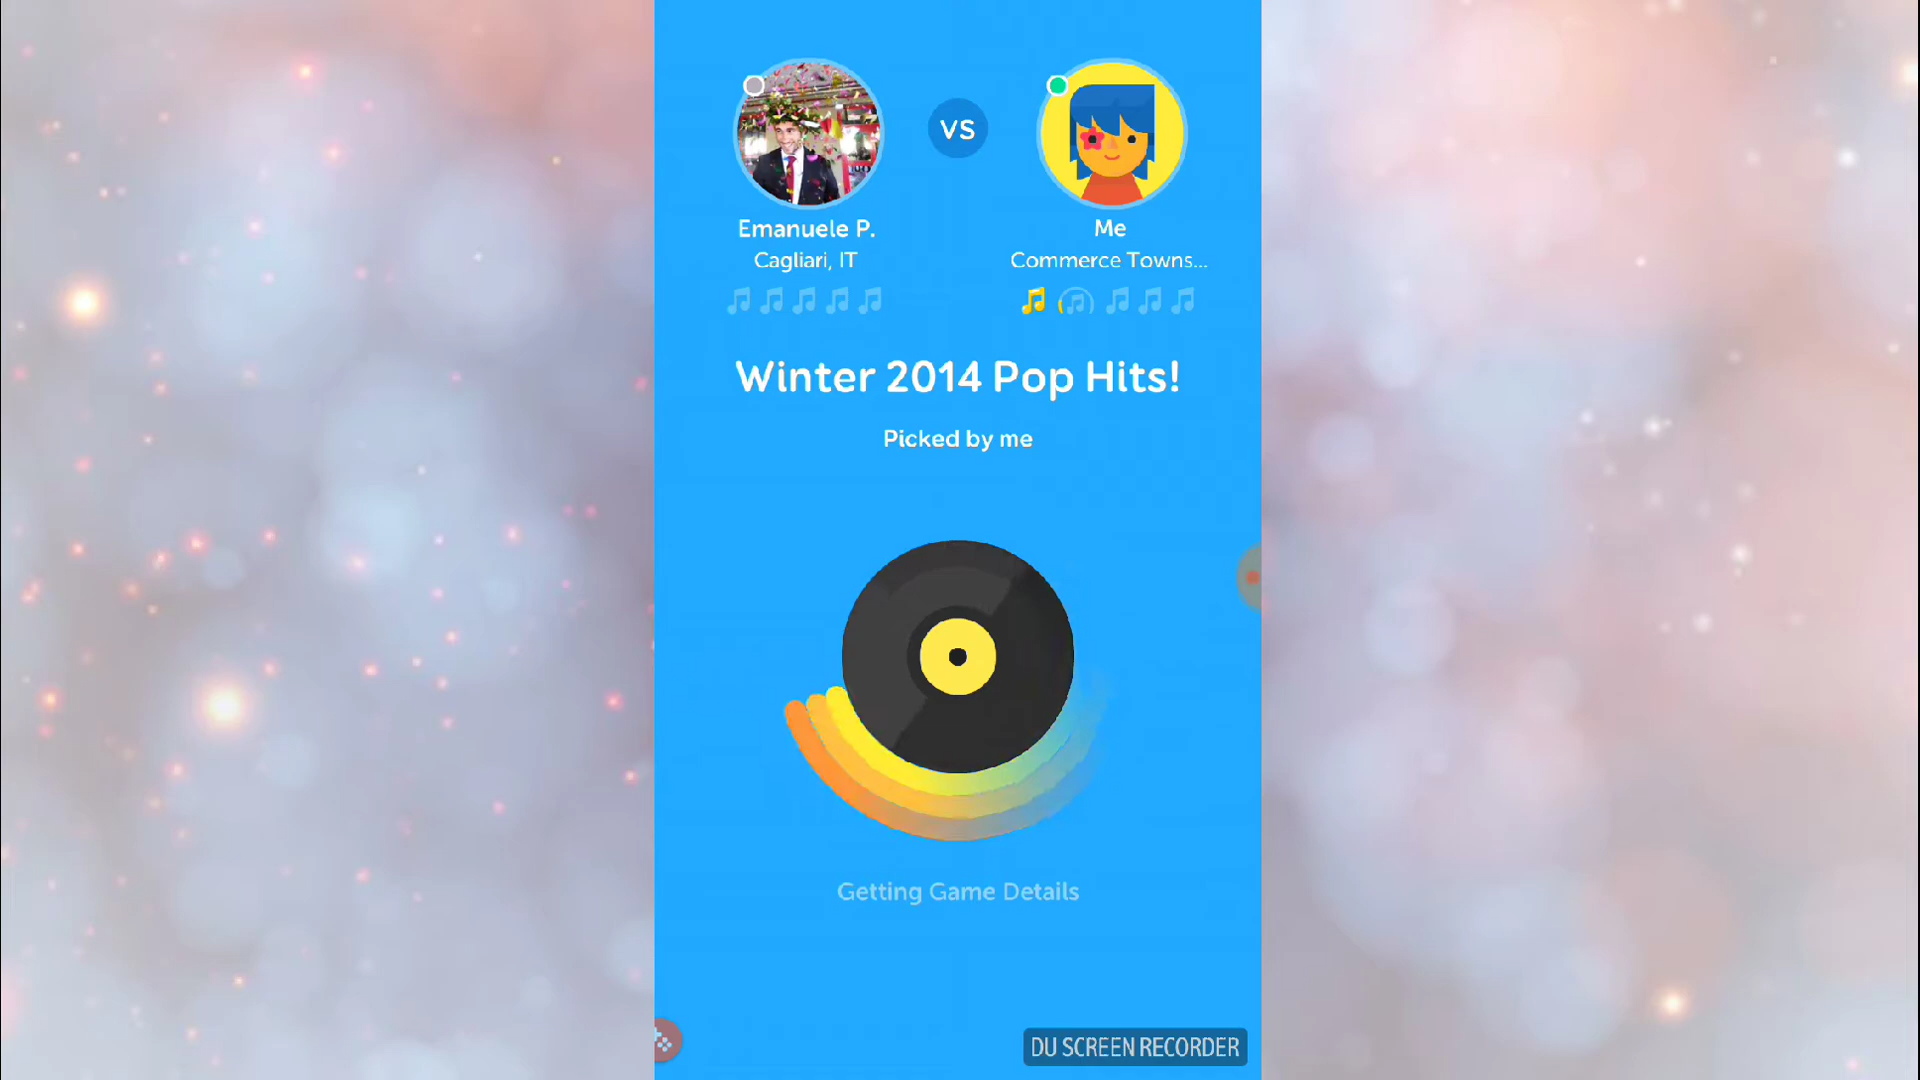 VS
Emanuele P.
Me
Cagliari, IT
Commerce Towns...
Winter 2014 Pop Hits!
Picked by me
Getting Game Details
DU SCREEN RECORDER